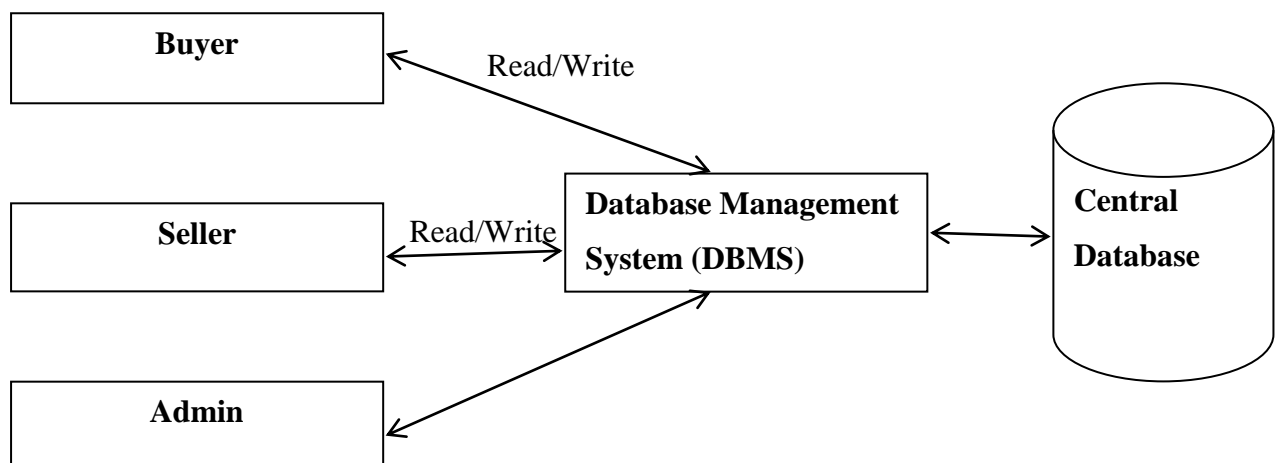 Buyer
Read/Write
Seller
Read/Write
Database Management
System (DBMS)
Central
Database
Admin